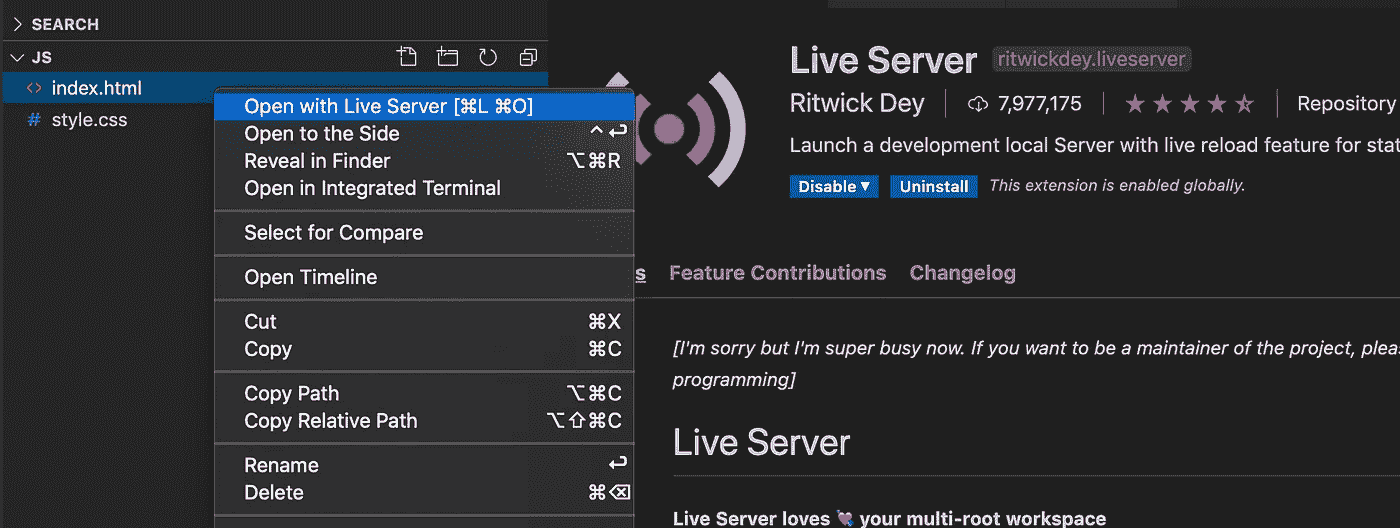 SEARCH
JS
index.html
style.css
Open with Live Server [⌘L ⌘O]
Open to the Side ^ ↩
Reveal in Finder ⌥⌘R
Open in Integrated Terminal
Select for Compare
Open Timeline
Cut ⌘X
Copy ⌘C
Copy Path ⌥⌘C
Copy Relative Path ⌥⇧⌘C
Rename ↩
Delete ⌘⌫
Live Server ritwickdey.liveserver
Ritwick Dey 7,977,175 Repository
Launch a development local Server with live reload feature for stat
Disable ▾ Uninstall This extension is enabled globally.
s Feature Contributions Changelog
[I'm sorry but I'm super busy now. If you want to be a maintainer of the project, plea
programming]
Live Server
Live Server loves 💘 your multi-root workspace